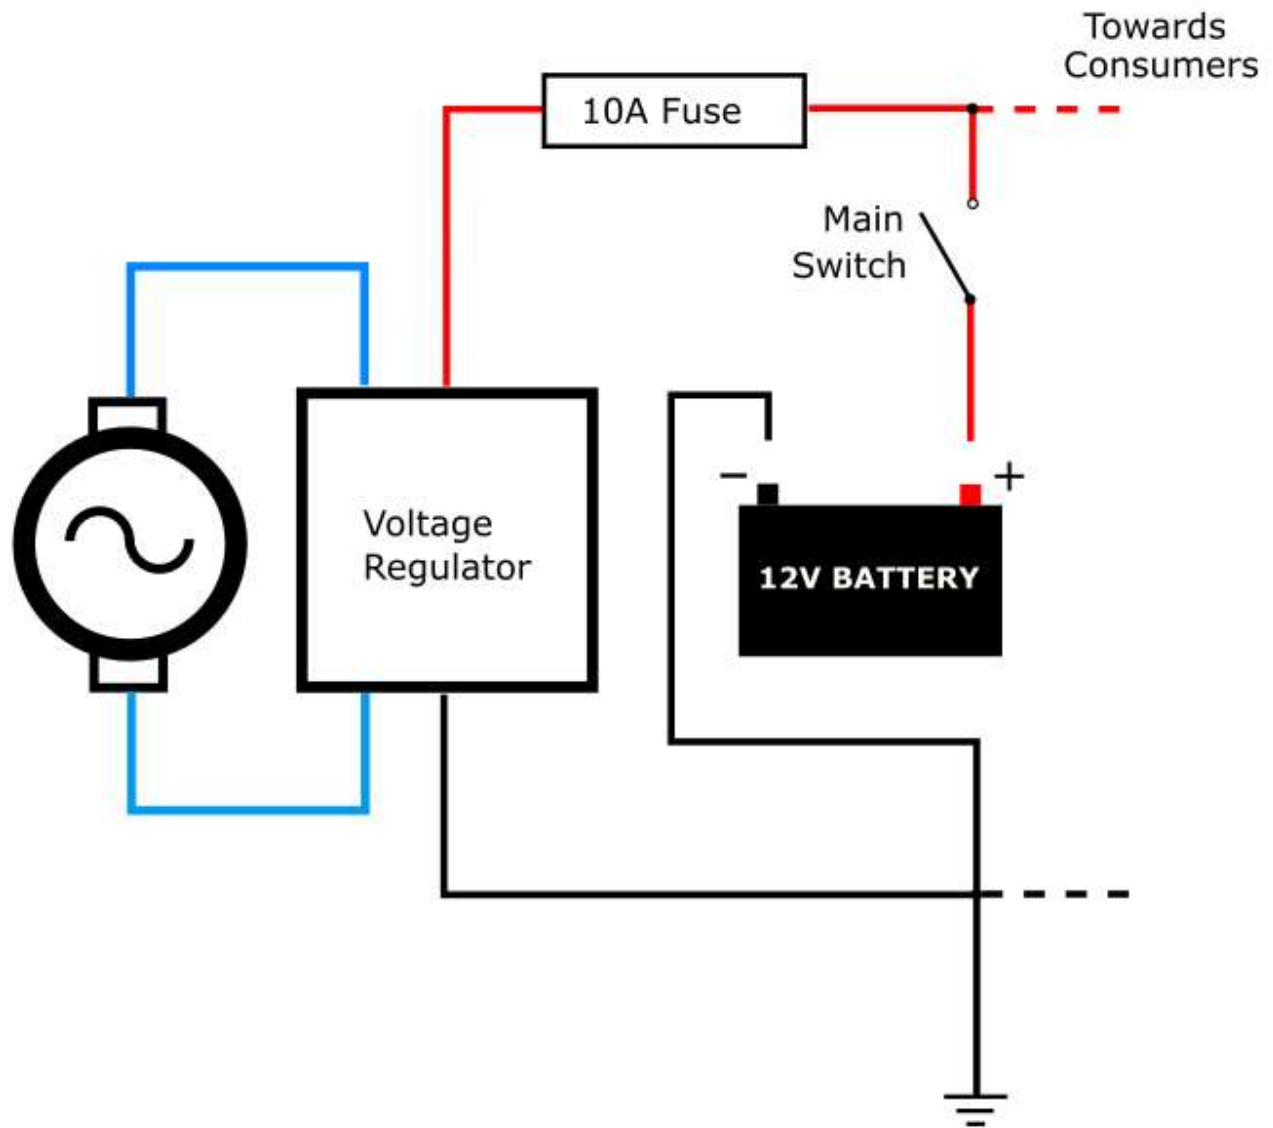 Towards
Consumers
10A Fuse
Main
Switch
Voltage
Regulator
− +
12V BATTERY